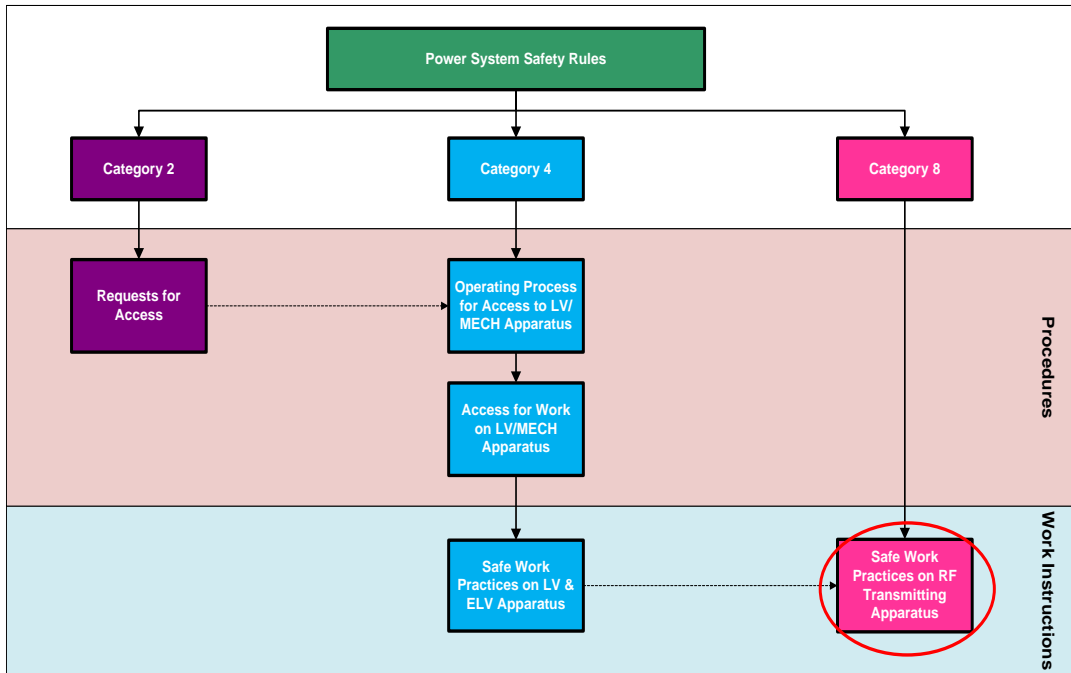 Power System Safety Rules
Category 2
Category 4
Category 8
Requests for
Access
Operating Process
for Access to LV/
MECH Apparatus
Access for Work
on LV/MECH
Apparatus
Procedures
Safe Work
Practices on LV &
ELV Apparatus
Safe Work
Practices on RF
Transmitting
Apparatus
Work Instructions